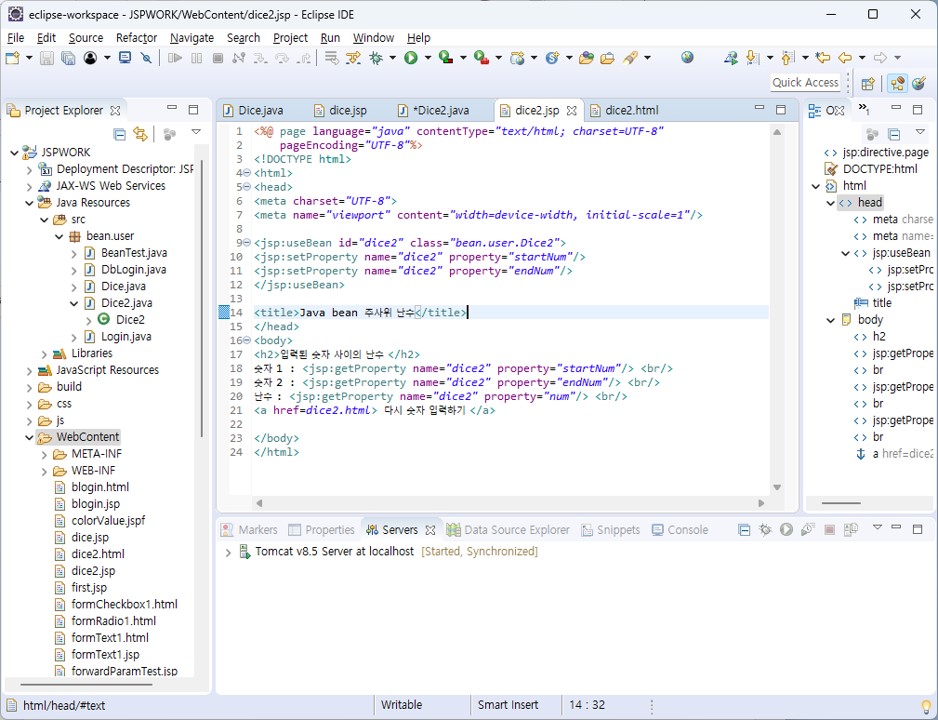 eclipse-workspace - JSPWORK/WebContent/dice2.jsp - Eclipse IDE
File Edit Source Refactor Navigate Search Project Run Window Help
Quick Access
Project Explorer
JSPWORK
Deployment Descriptor: JSP
JAX-WS Web Services
Java Resources
src
bean.user
BeanTest.java
DbLogin.java
Dice.java
Dice2.java
Dice2
Login.java
Libraries
JavaScript Resources
build
css
js
WebContent
META-INF
WEB-INF
blogin.html
blogin.jsp
colorValue.jspf
dice.jsp
dice2.html
dice2.jsp
first.jsp
formCheckbox1.html
formRadio1.html
formText1.html
formText1.jsp
forwardParamTest.jsp
Dice.java dice.jsp *Dice2.java dice2.jsp dice2.html
1 <%@ page language="java" contentType="text/html; charset=UTF-8"
2 pageEncoding="UTF-8"%>
3 <!DOCTYPE html>
4 <html>
5 <head>
6 <meta charset="UTF-8">
7 <meta name="viewport" content="width=device-width, initial-scale=1"/>
8
9 <jsp:useBean id="dice2" class="bean.user.Dice2">
10 <jsp:setProperty name="dice2" property="startNum"/>
11 <jsp:setProperty name="dice2" property="endNum"/>
12 </jsp:useBean>
13
14 <title>Java bean 주사위 난수</title>
15 </head>
16 <body>
17 <h2>입력된 숫자 사이의 난수 </h2>
18 숫자 1 : <jsp:getProperty name="dice2" property="startNum"/> <br/>
19 숫자 2 : <jsp:getProperty name="dice2" property="endNum"/> <br/>
20 난수 : <jsp:getProperty name="dice2" property="num"/> <br/>
21 <a href=dice2.html> 다시 숫자 입력하기 </a>
22
23 </body>
24 </html>
O
1
jsp:directive.page
DOCTYPE:html
html
head
meta charse
meta name=
jsp:useBean
jsp:setPro
jsp:setPro
title
body
h2
jsp:getPrope
br
jsp:getPrope
br
jsp:getPrope
br
a href=dice2
Markers Properties Servers Data Source Explorer Snippets Console
Tomcat v8.5 Server at localhost [Started, Synchronized]
html/head/#text Writable Smart Insert 14 : 32